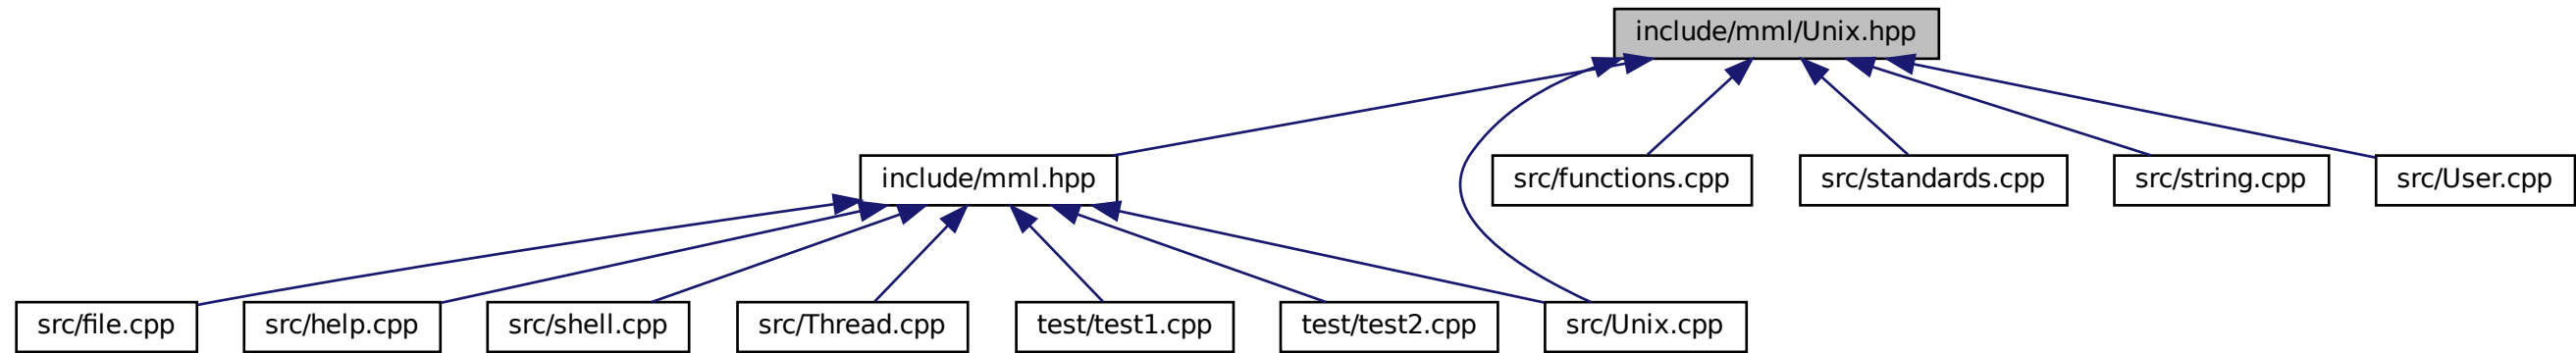 include/mml/Unix.hpp
include/mml.hpp
src/functions.cpp
src/standards.cpp
src/string.cpp
src/User.cpp
src/file.cpp
src/help.cpp
src/shell.cpp
src/Thread.cpp
test/test1.cpp
test/test2.cpp
src/Unix.cpp